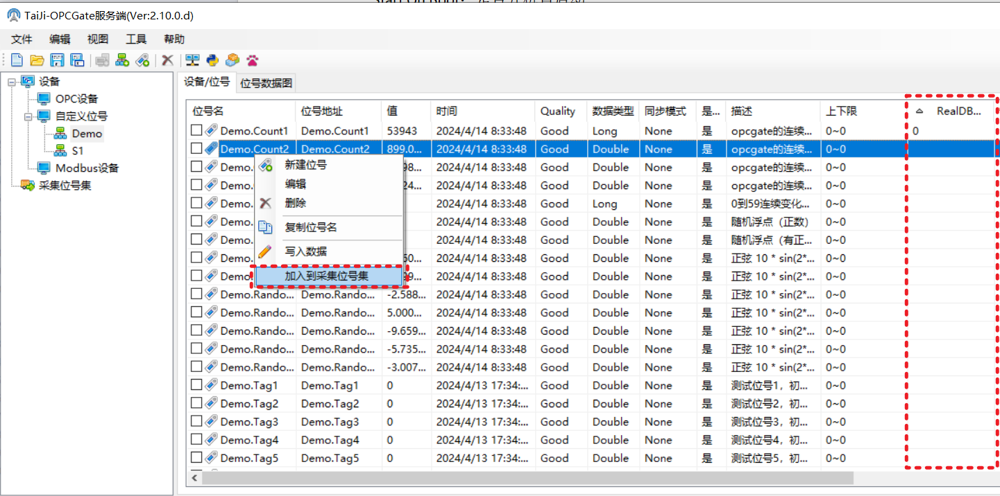 TaiJi-OPCGate服务端(Ver:2.10.0.d)
文件 编辑 视图 工具 帮助
设备
OPC设备
自定义位号
Demo
S1
Modbus设备
采集位号集
设备/位号 位号数据图
位号名 位号地址 值 时间 Quality 数据类型 同步模式 是... 描述 上下限 RealDB...
Demo.Count1 Demo.Count1 53943 2024/4/14 8:33:48 Good Long None 是 opcgate的连续... 0~0 0
Demo.Count2 Demo.Count2 899.0... 2024/4/14 8:33:48 Good Double None 是 opcgate的连续... 0~0
Demo. 98... 2024/4/14 8:33:48 Good Double None 是 opcgate的连续... 0~0
Demo. 24... 2024/4/14 8:33:48 Good Double None 是 opcgate的连续... 0~0
Demo. 2024/4/14 8:33:48 Good Long None 是 0到59连续变化... 0~0
Demo. 2024/4/14 8:33:48 Good Double None 是 随机浮点（正数） 0~0
Demo. 2024/4/14 8:33:48 Good Double None 是 随机浮点（有正... 0~0
Demo. 50... 2024/4/14 8:33:48 Good Double None 是 正弦 10 * sin(2*... 0~0
Demo. 99... 2024/4/14 8:33:48 Good Double None 是 正弦 10 * sin(2*... 0~0
Demo.Rando... Demo.Rando... -2.588... 2024/4/14 8:33:48 Good Double None 是 正弦 10 * sin(2*... 0~0
Demo.Rando... Demo.Rando... 5.000... 2024/4/14 8:33:48 Good Double None 是 正弦 10 * sin(2*... 0~0
Demo.Rando... Demo.Rando... -9.659... 2024/4/14 8:33:48 Good Double None 是 正弦 10 * sin(2*... 0~0
Demo.Rando... Demo.Rando... -5.735... 2024/4/14 8:33:48 Good Double None 是 正弦 10 * sin(2*... 0~0
Demo.Rando... Demo.Rando... -3.007... 2024/4/14 8:33:48 Good Double None 是 正弦 10 * sin(2*... 0~0
Demo.Tag1 Demo.Tag1 0 2024/4/13 17:34:... Good Double None 是 测试位号1，初... 0~0
Demo.Tag2 Demo.Tag2 0 2024/4/13 17:34:... Good Double None 是 测试位号2，初... 0~0
Demo.Tag3 Demo.Tag3 0 2024/4/13 17:34:... Good Double None 是 测试位号3，初... 0~0
Demo.Tag4 Demo.Tag4 0 2024/4/13 17:34:... Good Double None 是 测试位号4，初... 0~0
Demo.Tag5 Demo.Tag5 0 2024/4/13 17:34:... Good Double None 是 测试位号5，初... 0~0
新建位号
编辑
删除
复制位号名
写入数据
加入到采集位号集